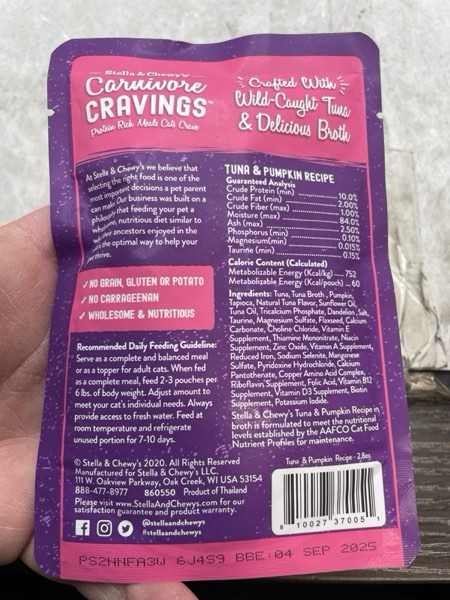 Stella & Chewy's
Carnivore
CRAVINGS™
Protein Rich Meals Cats Crave
Crafted With
Wild-Caught Tuna
& Delicious Broth
At Stella & Chewy's we believe that
selecting the right food is one of the
most important decisions a pet parent
can make. Our business was built on a
philosophy that feeding your pet a
wholesome, nutritious diet similar to
what their ancestors enjoyed in the
is the optimal way to help your
thrive.
✓ NO GRAIN, GLUTEN OR POTATO
✓ NO CARRAGEENAN
✓ WHOLESOME & NUTRITIOUS
Recommended Daily Feeding Guideline:
Serve as a complete and balanced meal
or as a topper for adult cats. When fed
as a complete meal, feed 2-3 pouches per
6 lbs. of body weight. Adjust amount to
meet your cat's individual needs. Always
provide access to fresh water. Feed at
room temperature and refrigerate
unused portion for 7-10 days.
TUNA & PUMPKIN RECIPE
Guaranteed Analysis
Crude Protein (min) 10.0%
Crude Fat (min) 2.00%
Crude Fiber (max) 1.00%
Moisture (max) 84.0%
Ash (max) 2.50%
Phosphorus (min) 0.10%
Magnesium(min) 0.015%
Taurine (min) 0.15%
Calorie Content (Calculated)
Metabolizable Energy (Kcal/kg) 752
Metabolizable Energy (Kcal/pouch) 60
Ingredients: Tuna, Tuna Broth, Pumpkin,
Tapioca, Natural Tuna Flavor, Sunflower Oil,
Tuna Oil, Tricalcium Phosphate, Dandelion, Salt,
Taurine, Magnesium Sulfate, Flaxseed, Calcium
Carbonate, Choline Chloride, Vitamin E
Supplement, Thiamine Mononitrate, Niacin
Supplement, Zinc Oxide, Vitamin A Supplement,
Reduced Iron, Sodium Selenite, Manganese
Sulfate, Pyridoxine Hydrochloride, Calcium
Pantothenate, Copper Amino Acid Complex,
Riboflavin Supplement, Folic Acid, Vitamin B12
Supplement, Vitamin D3 Supplement, Biotin
Supplement, Potassium Iodide.
Stella & Chewy's Tuna & Pumpkin Recipe in
broth is formulated to meet the nutritional
levels established by the AAFCO Cat Food
Nutrient Profiles for maintenance.
© Stella & Chewy's 2020. All Rights Reserved
Manufactured for Stella & Chewy's LLC.
111 W. Oakview Parkway, Oak Creek, WI USA 53154
888-477-8977 860550 Product of Thailand
Please visit www.StellaAndChewys.com for our
satisfaction guarantee and product warranty.
@stellaandchewys
#stellaandchewys
Tuna & Pumpkin Recipe - 2.8oz
8 10027 37005 1
PS2NNFA3W 6J4S9 BBE:04 SEP 2025